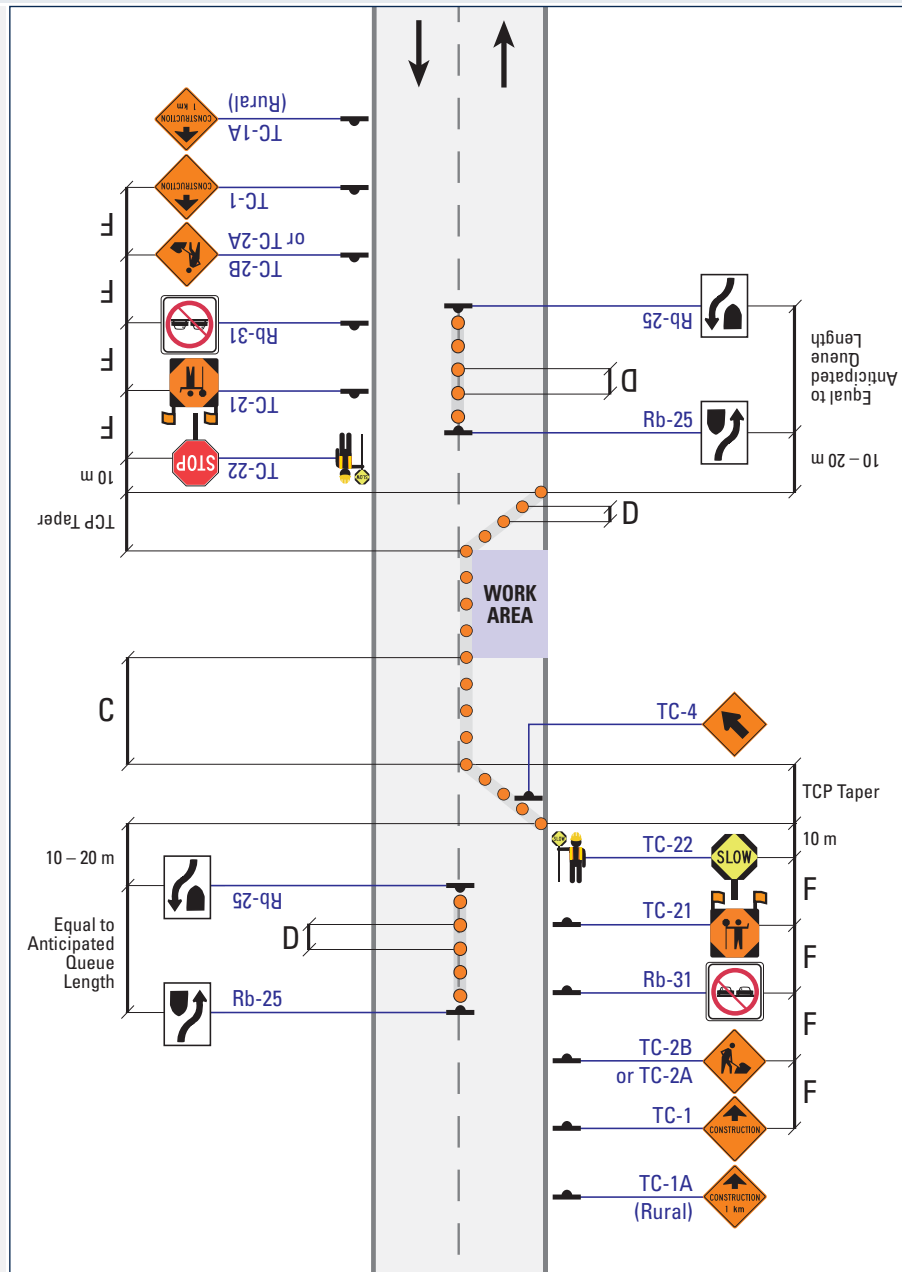 (Rural)
TC-1A
CONSTRUCTION
1 km
TC-1
CONSTRUCTION
F
or TC-2A
TC-2B
F
Rb-31
F
TC-21
F
STOP
TC-22
SLOW
10 m
TCP Taper
Rb-25
Equal to
Anticipated
Queue
Length
D
Rb-25
10 – 20 m
D
WORK
AREA
C
TC-4
TCP Taper
10 m
SLOW
TC-22
SLOW
F
TC-21
F
Rb-31
F
TC-2B
or TC-2A
F
TC-1
CONSTRUCTION
TC-1A
(Rural)
CONSTRUCTION
1 km
10 – 20 m
Rb-25
Equal to
Anticipated
Queue
Length
D
Rb-25